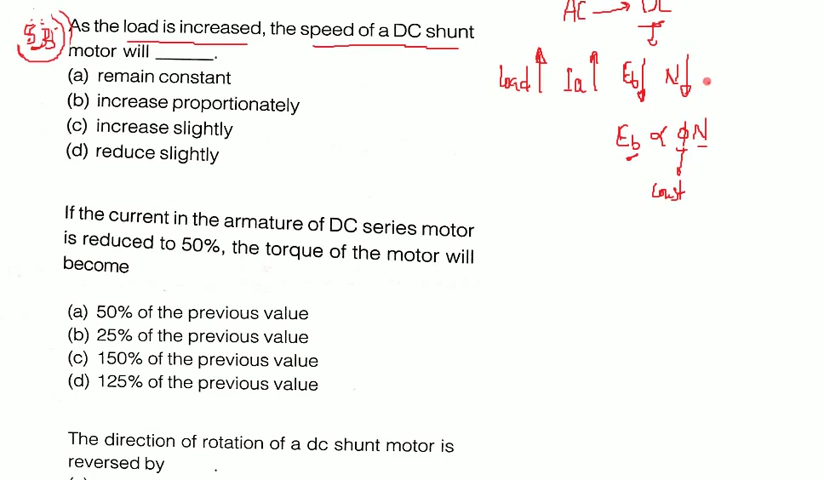 As the load is increased, the speed of a DC shunt
motor will ______.
(a) remain constant
(b) increase proportionately
(c) increase slightly
(d) reduce slightly
If the current in the armature of DC series motor
is reduced to 50%, the torque of the motor will
become
(a) 50% of the previous value
(b) 25% of the previous value
(c) 150% of the previous value
(d) 125% of the previous value
The direction of rotation of a dc shunt motor is
reversed by
AC → DC
Load ↑ Ia ↑ Eb ↓ N ↓
Eb ∝ ϕN
Const